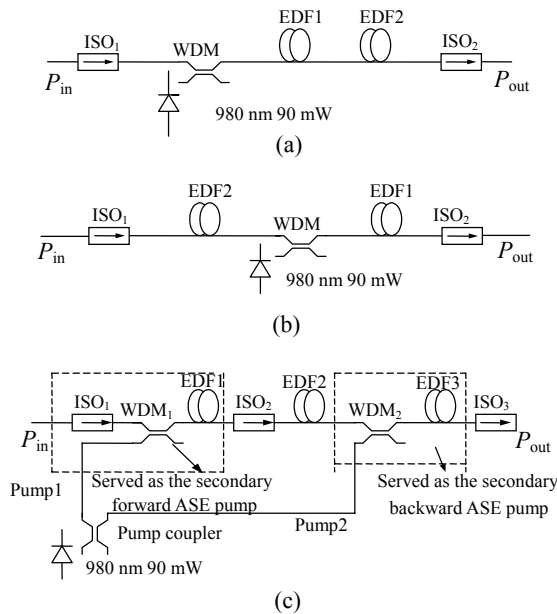 EDF1 EDF2
ISO1 WDM ISO2
Pin Pout
980 nm 90 mW
(a)
EDF2 EDF1
ISO1 WDM ISO2
Pin Pout
980 nm 90 mW
(b)
EDF1 EDF2 EDF3
ISO1 WDM1 ISO2 WDM2 ISO3
Pin Pout
Pump1 Served as the secondary Served as the secondary
forward ASE pump Pump2 backward ASE pump
Pump coupler
980 nm 90 mW
(c)